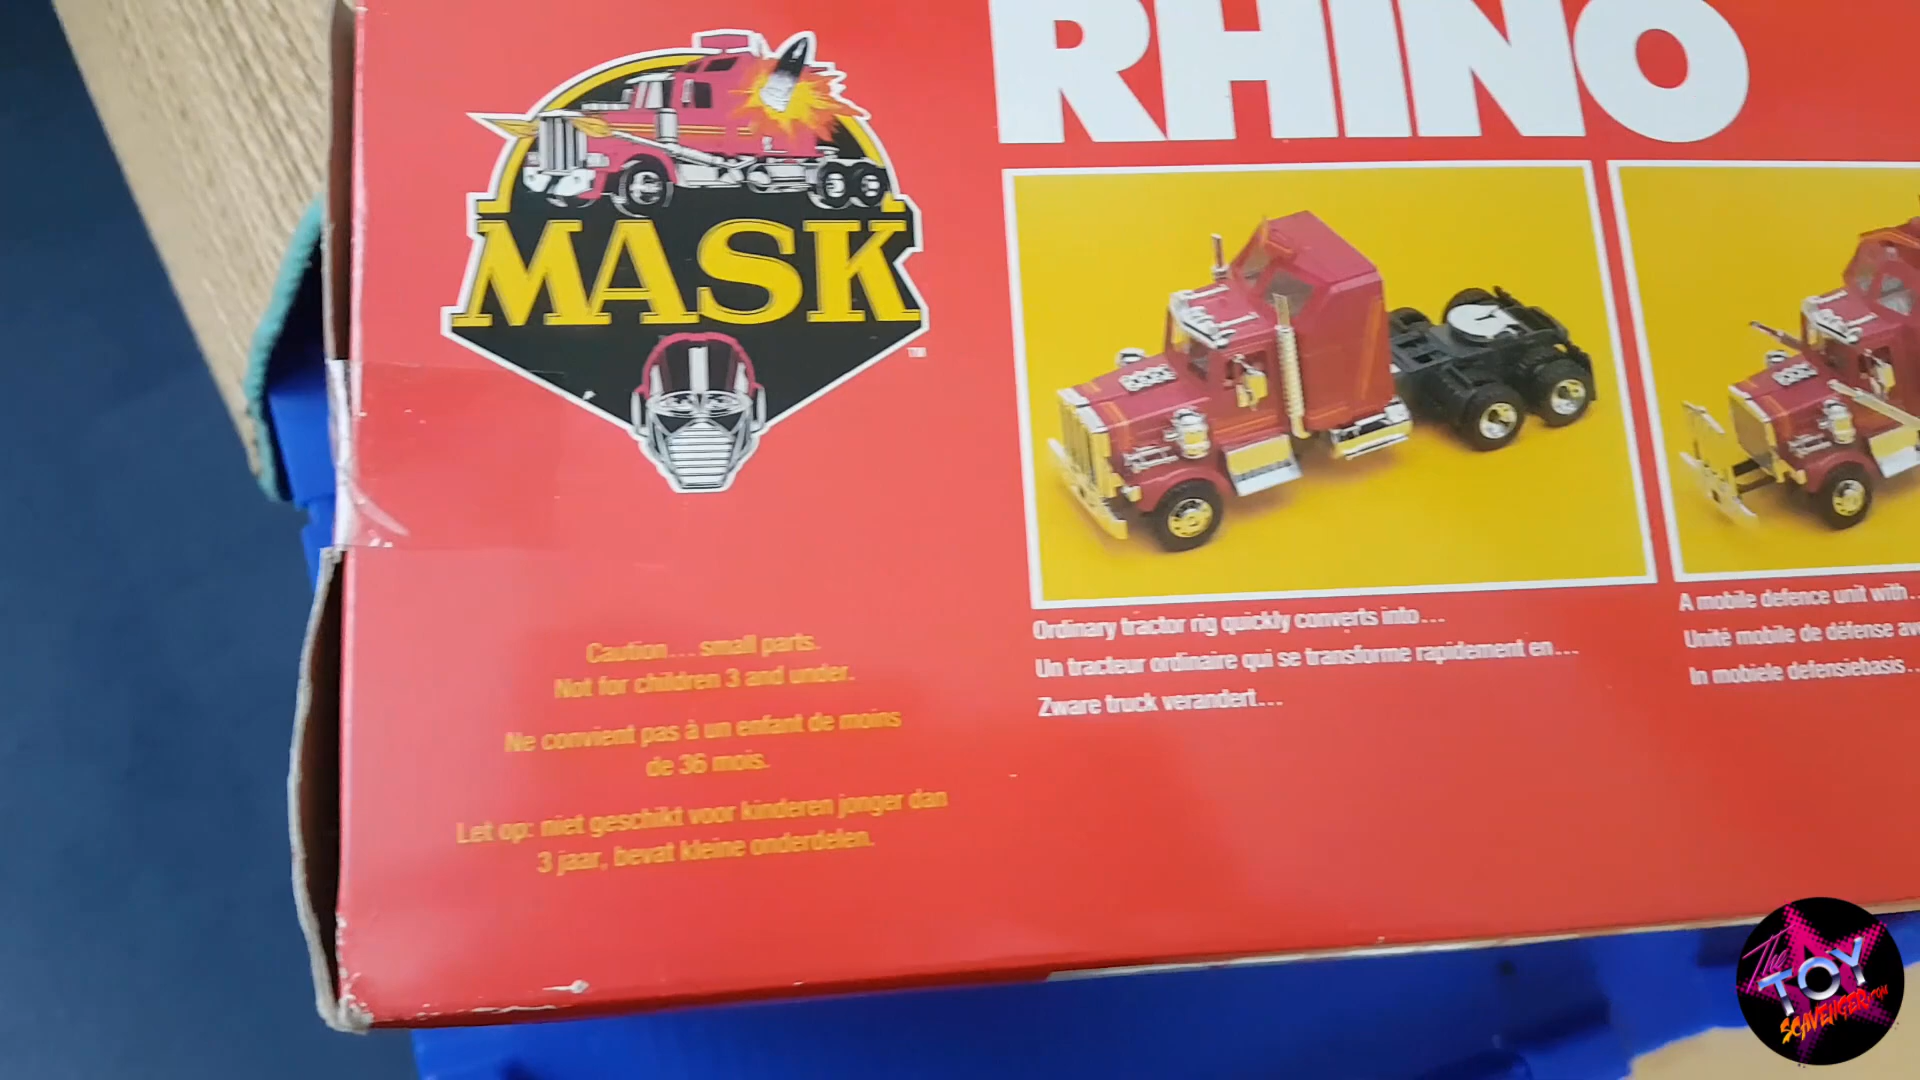 RHINO
MASK
TM
Ordinary tractor rig quickly converts into...
Un tracteur ordinaire qui se transforme rapidement en...
Zware truck verandert...
A mobile defence unit with...
Unité mobile de défense av
In mobiele defensiebasis...
Caution... small parts.
Not for children 3 and under.
Ne convient pas à un enfant de moins
de 36 mois.
Let op: niet geschikt voor kinderen jonger dan
3 jaar, bevat kleine onderdelen.
The
TOY
SCAVENGER.COM